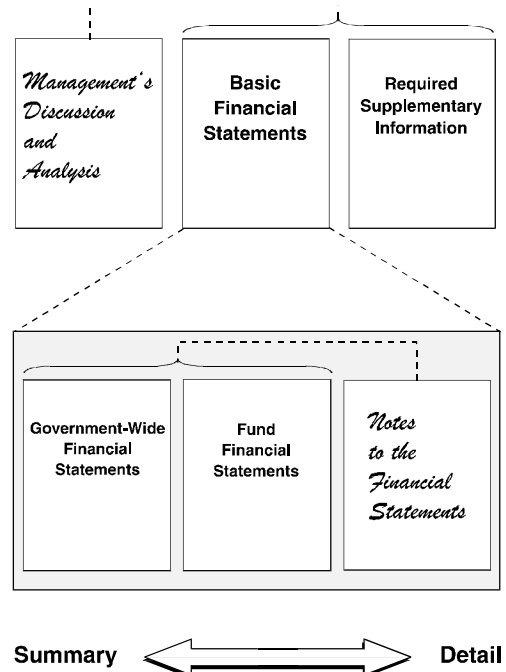 Management's
Discussion
and
Analysis
Basic
Financial
Statements
Required
Supplementary
Information
Government-Wide
Financial
Statements
Fund
Financial
Statements
Notes
to the
Financial
Statements
Summary
Detail